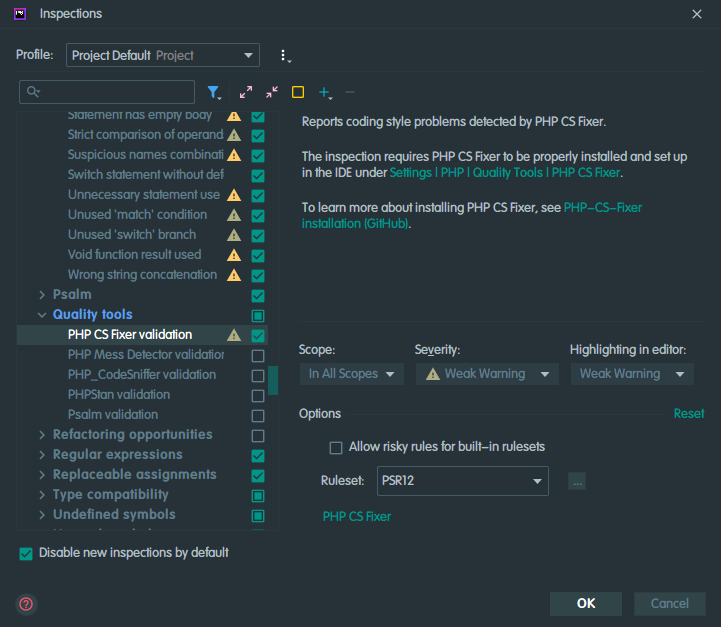 Inspections
Profile:
Project Default Project
Statement has empty body
Strict comparison of operand
Suspicious names combinati
Switch statement without def
Unnecessary statement use
Unused 'match' condition
Unused 'switch' branch
Void function result used
Wrong string concatenation
Psalm
Quality tools
PHP CS Fixer validation
PHP Mess Detector validation
PHP_CodeSniffer validation
PHPStan validation
Psalm validation
Refactoring opportunities
Regular expressions
Replaceable assignments
Type compatibility
Undefined symbols
Disable new inspections by default
Reports coding style problems detected by PHP CS Fixer.
The inspection requires PHP CS Fixer to be properly installed and set up
in the IDE under Settings | PHP | Quality Tools | PHP CS Fixer.
To learn more about installing PHP CS Fixer, see PHP-CS-Fixer
installation (GitHub).
Scope:
Severity:
Highlighting in editor:
In All Scopes
Weak Warning
Weak Warning
Options
Reset
Allow risky rules for built-in rulesets
Ruleset:
PSR12
...
PHP CS Fixer
?
OK
Cancel